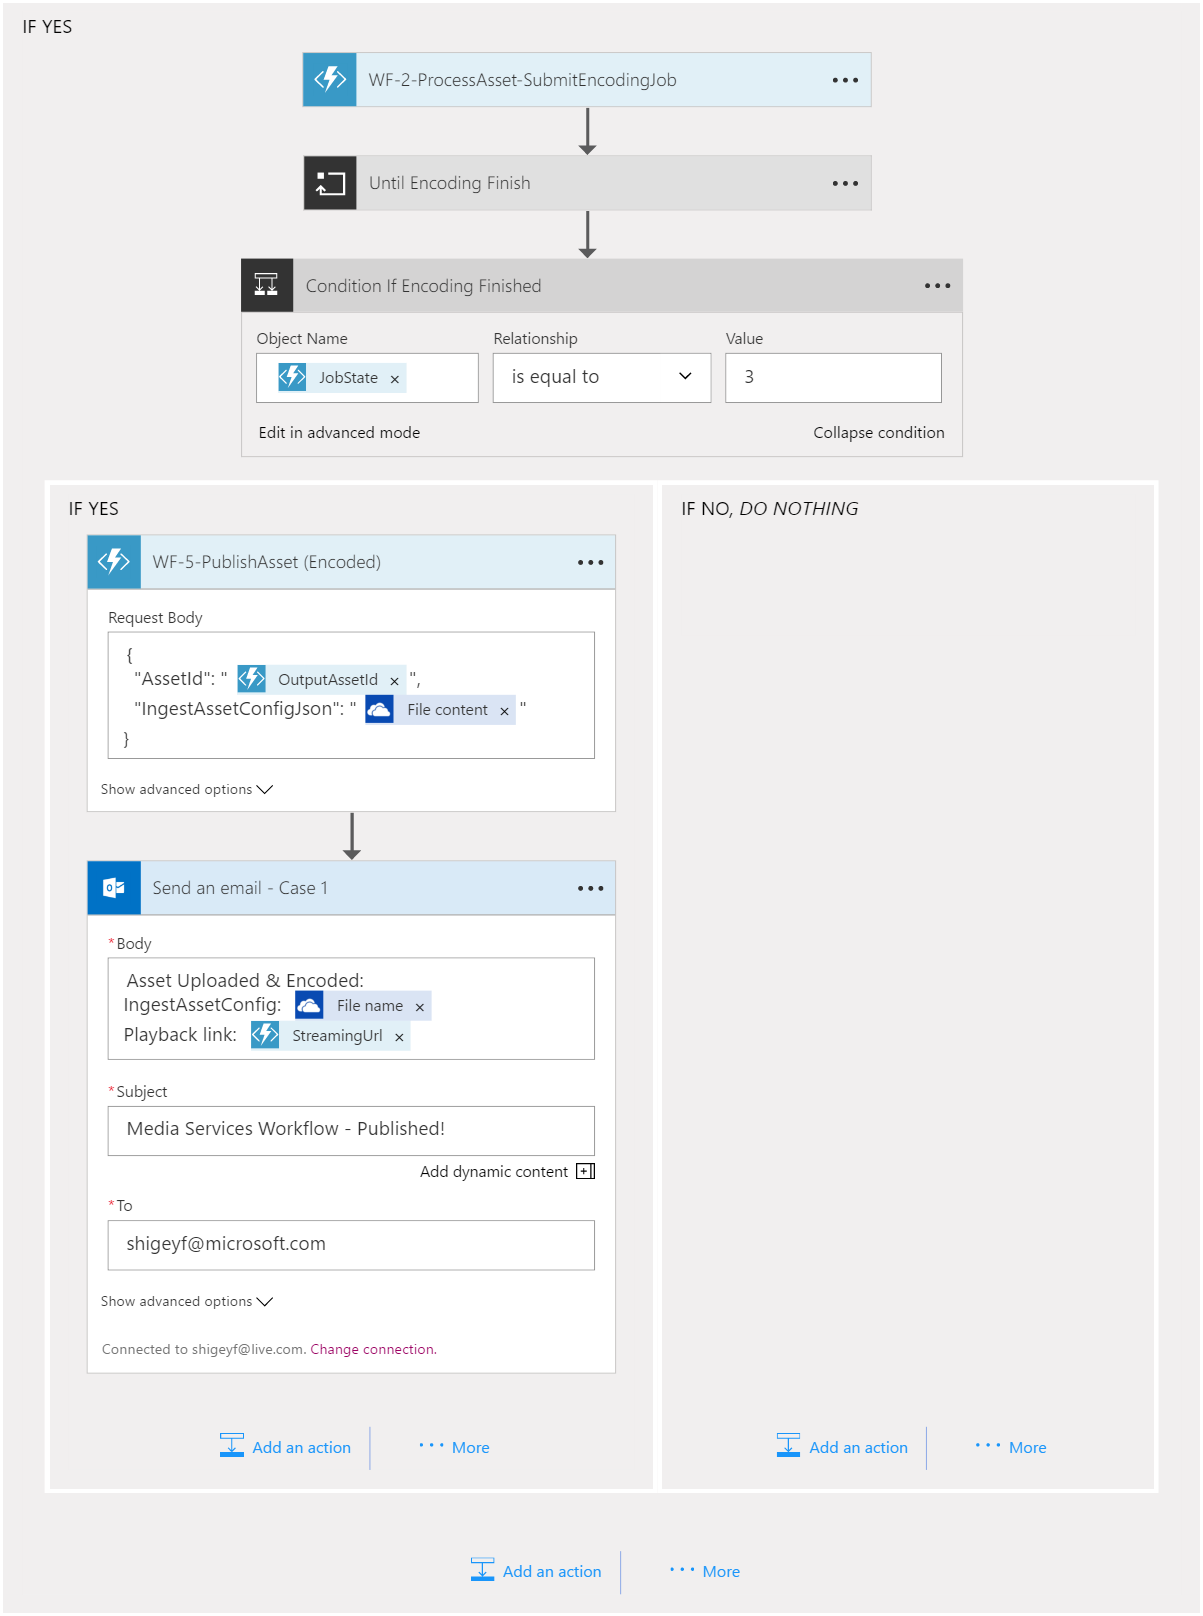 IF YES
WF-2-ProcessAsset-SubmitEncodingJob
Until Encoding Finish
Condition If Encoding Finished
Object Name Relationship Value
JobState × is equal to 3
Edit in advanced mode Collapse condition
IF YES
WF-5-PublishAsset (Encoded)
Request Body
{
"AssetId": " OutputAssetId × ",
"IngestAssetConfigJson": " File content × "
}
Show advanced options
Send an email - Case 1
*Body
Asset Uploaded & Encoded:
IngestAssetConfig: File name ×
Playback link: StreamingUrl ×
*Subject
Media Services Workflow - Published!
Add dynamic content
*To
shigeyf@microsoft.com
Show advanced options
Connected to shigeyf@live.com. Change connection.
Add an action ··· More
IF NO, DO NOTHING
Add an action ··· More
Add an action ··· More